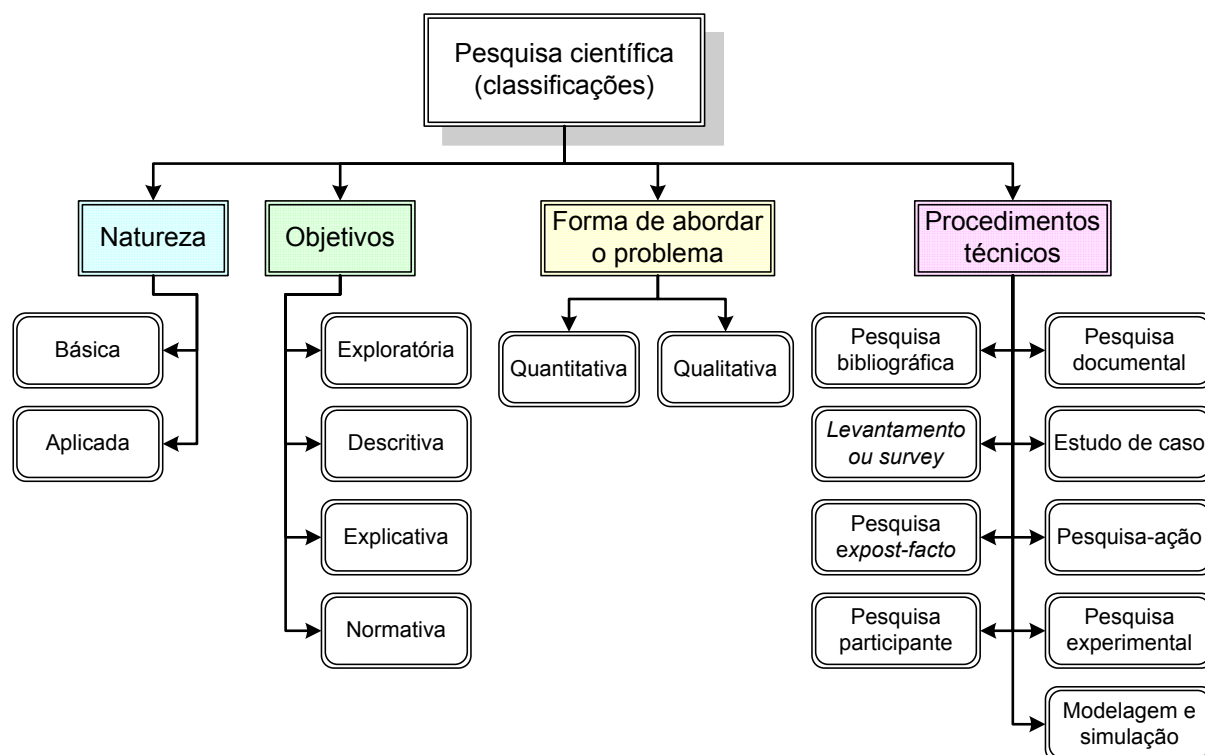 Pesquisa científica
(classificações)
Natureza
Objetivos
Forma de abordar
o problema
Procedimentos
técnicos
Básica
Aplicada
Exploratória
Descritiva
Explicativa
Normativa
Quantitativa
Qualitativa
Pesquisa
bibliográfica
Pesquisa
documental
Levantamento
ou survey
Estudo de caso
Pesquisa
expost-facto
Pesquisa-ação
Pesquisa
participante
Pesquisa
experimental
Modelagem e
simulação